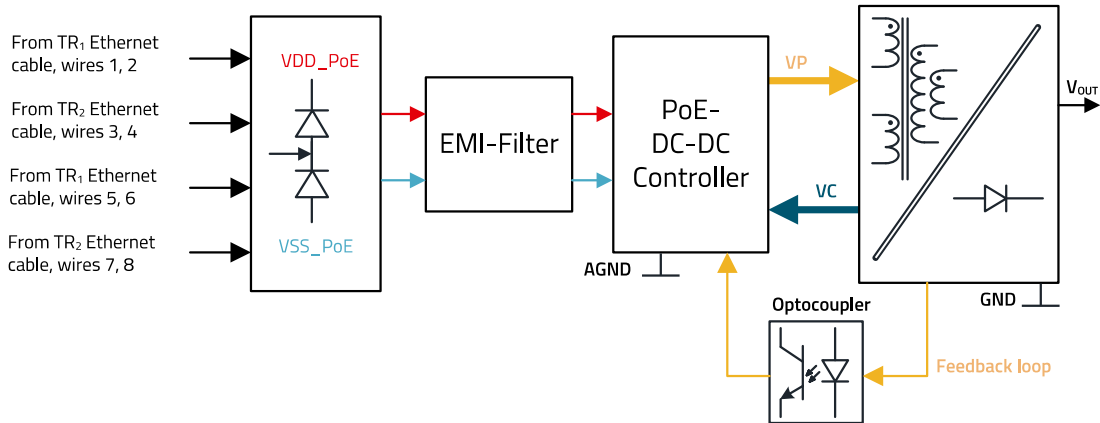 From TR₁ Ethernet
cable, wires 1, 2
From TR₂ Ethernet
cable, wires 3, 4
From TR₁ Ethernet
cable, wires 5, 6
From TR₂ Ethernet
cable, wires 7, 8
VDD_PoE
VSS_PoE
EMI-Filter
PoE-
DC-DC
Controller
AGND
VP
VC
V_OUT
GND
Optocoupler
Feedback loop